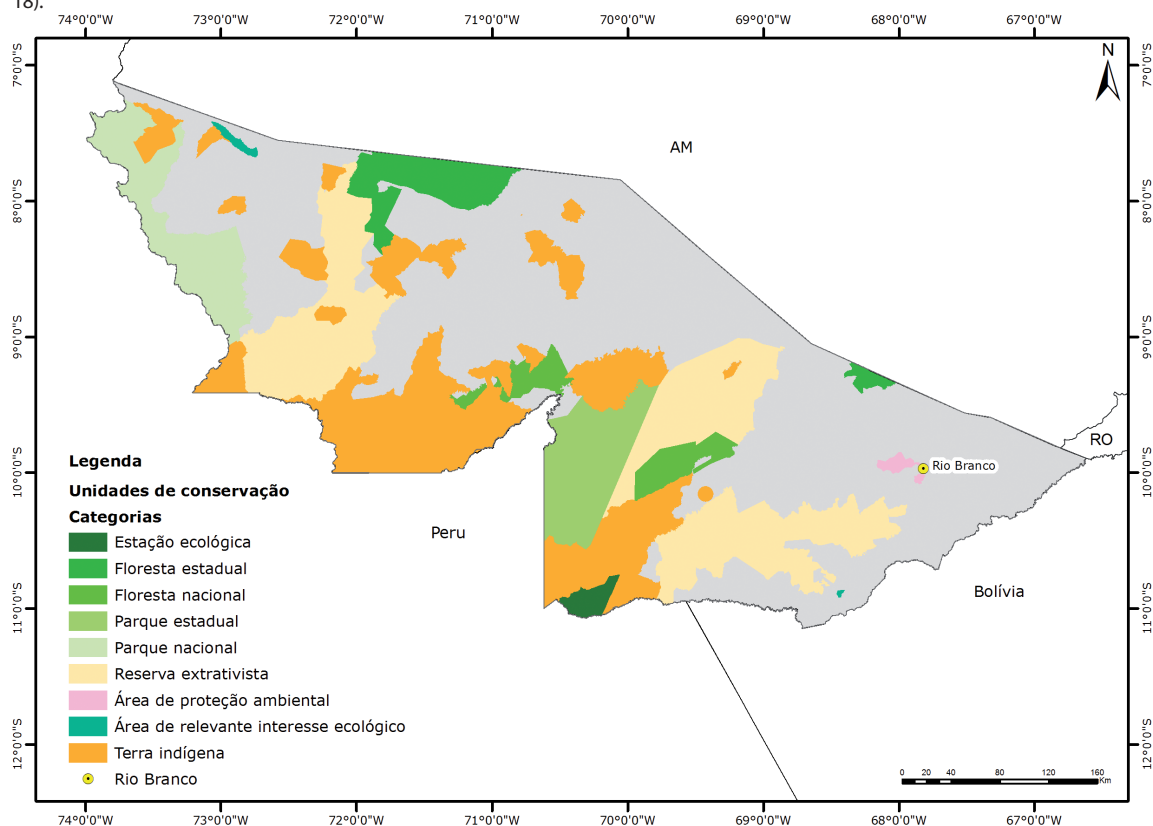 18).
74°0'0"W 73°0'0"W 72°0'0"W 71°0'0"W 70°0'0"W 69°0'0"W 68°0'0"W 67°0'0"W
7°0'0"S 7°0'0"S
N
AM
8°0'0"S 8°0'0"S
9°0'0"S 9°0'0"S
RO
Rio Branco
10°0'0"S 10°0'0"S
Peru
Bolívia
11°0'0"S 11°0'0"S
12°0'0"S 12°0'0"S
Legenda
Unidades de conservação
Categorias
Estação ecológica
Floresta estadual
Floresta nacional
Parque estadual
Parque nacional
Reserva extrativista
Área de proteção ambiental
Área de relevante interesse ecológico
Terra indígena
Rio Branco
0 20 40 80 120 160
Km
74°0'0"W 73°0'0"W 72°0'0"W 71°0'0"W 70°0'0"W 69°0'0"W 68°0'0"W 67°0'0"W